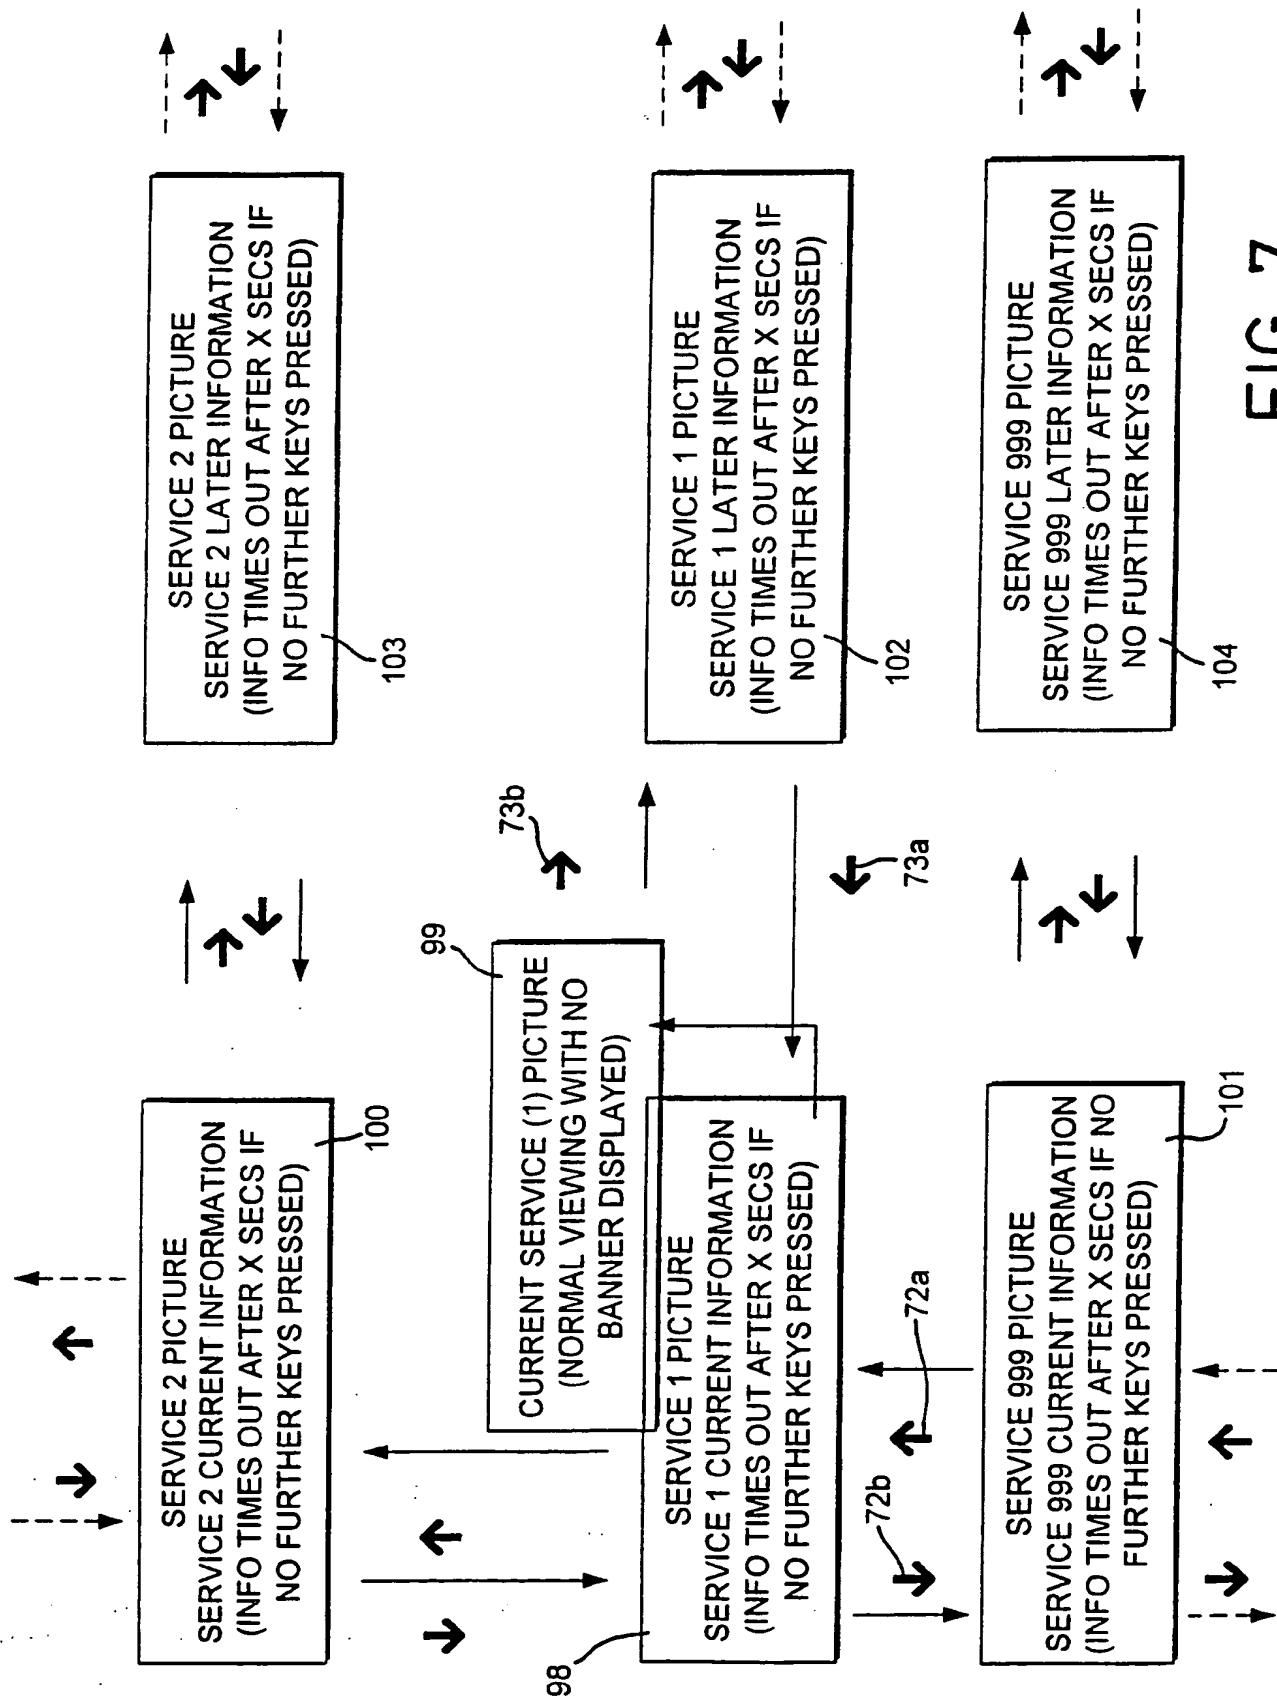 SERVICE 2 PICTURE
SERVICE 2 CURRENT INFORMATION
(INFO TIMES OUT AFTER X SECS IF
NO FURTHER KEYS PRESSED)
100
SERVICE 2 PICTURE
SERVICE 2 LATER INFORMATION
(INFO TIMES OUT AFTER X SECS IF
NO FURTHER KEYS PRESSED)
103
99
CURRENT SERVICE (1) PICTURE
(NORMAL VIEWING WITH NO
BANNER DISPLAYED)
73b
98
SERVICE 1 PICTURE
SERVICE 1 CURRENT INFORMATION
(INFO TIMES OUT AFTER X SECS IF
NO FURTHER KEYS PRESSED)
SERVICE 1 PICTURE
SERVICE 1 LATER INFORMATION
(INFO TIMES OUT AFTER X SECS IF
NO FURTHER KEYS PRESSED)
102
73a
72b
72a
SERVICE 999 PICTURE
SERVICE 999 CURRENT INFORMATION
(INFO TIMES OUT AFTER X SECS IF NO
FURTHER KEYS PRESSED)
101
SERVICE 999 PICTURE
SERVICE 999 LATER INFORMATION
(INFO TIMES OUT AFTER X SECS IF
NO FURTHER KEYS PRESSED)
104
FIG. 7